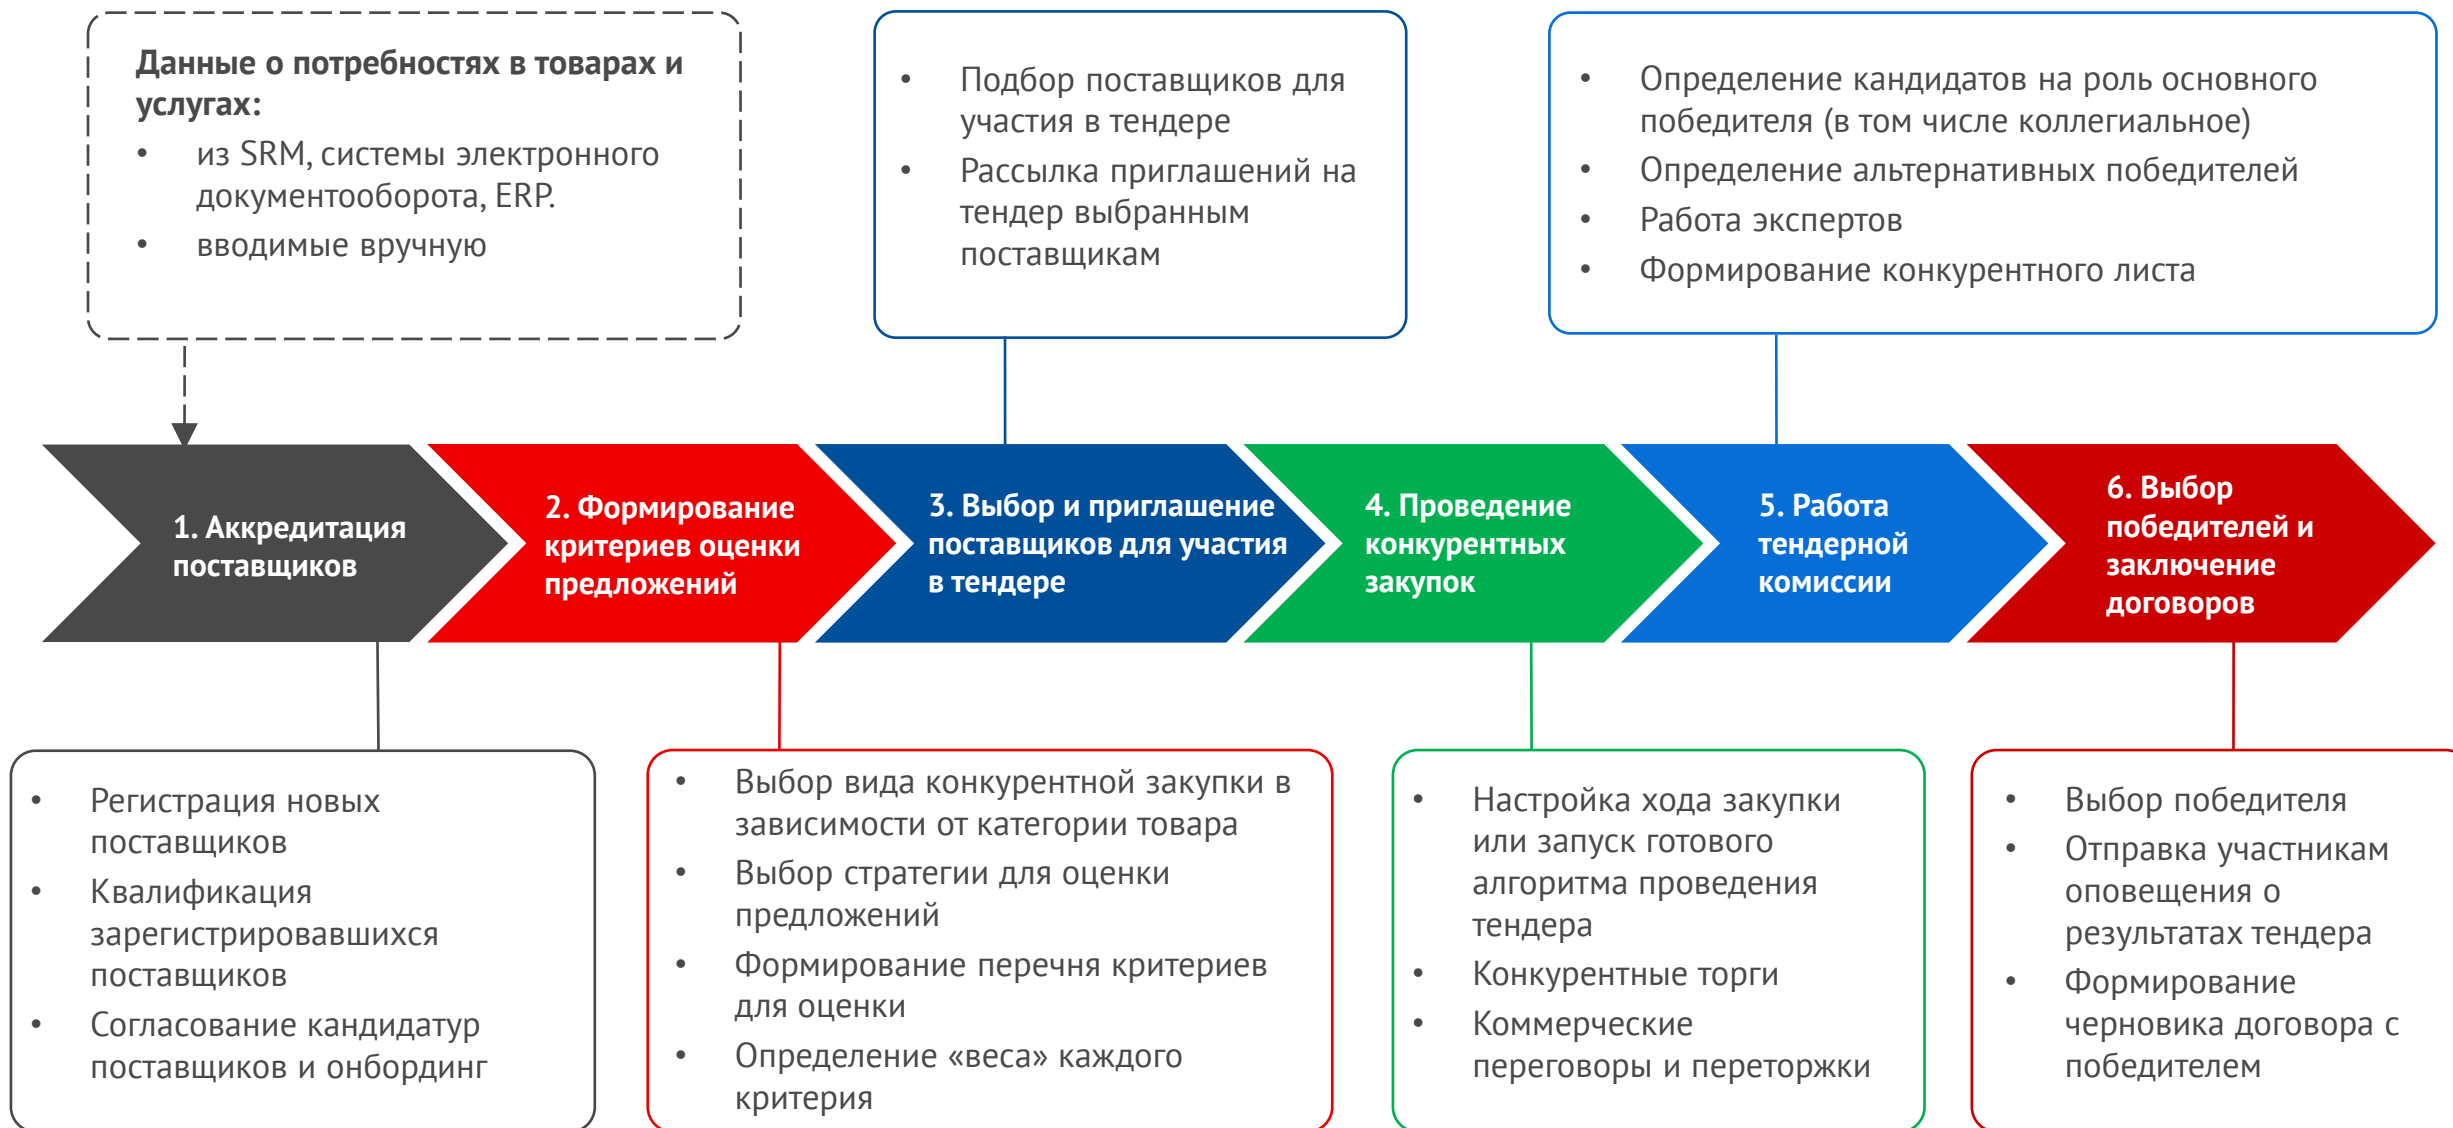 Данные о потребностях в товарах и
услугах:
• из SRM, системы электронного
документооборота, ERP.
• вводимые вручную
• Подбор поставщиков для
участия в тендере
• Рассылка приглашений на
тендер выбранным
поставщикам
• Определение кандидатов на роль основного
победителя (в том числе коллегиальное)
• Определение альтернативных победителей
• Работа экспертов
• Формирование конкурентного листа
1. Аккредитация
поставщиков
2. Формирование
критериев оценки
предложений
3. Выбор и приглашение
поставщиков для участия
в тендере
4. Проведение
конкурентных
закупок
5. Работа
тендерной
комиссии
6. Выбор
победителей и
заключение
договоров
• Регистрация новых
поставщиков
• Квалификация
зарегистрировавшихся
поставщиков
• Согласование кандидатур
поставщиков и онбординг
• Выбор вида конкурентной закупки в
зависимости от категории товара
• Выбор стратегии для оценки
предложений
• Формирование перечня критериев
для оценки
• Определение «веса» каждого
критерия
• Настройка хода закупки
или запуск готового
алгоритма проведения
тендера
• Конкурентные торги
• Коммерческие
переговоры и переторжки
• Выбор победителя
• Отправка участникам
оповещения о
результатах тендера
• Формирование
черновика договора с
победителем